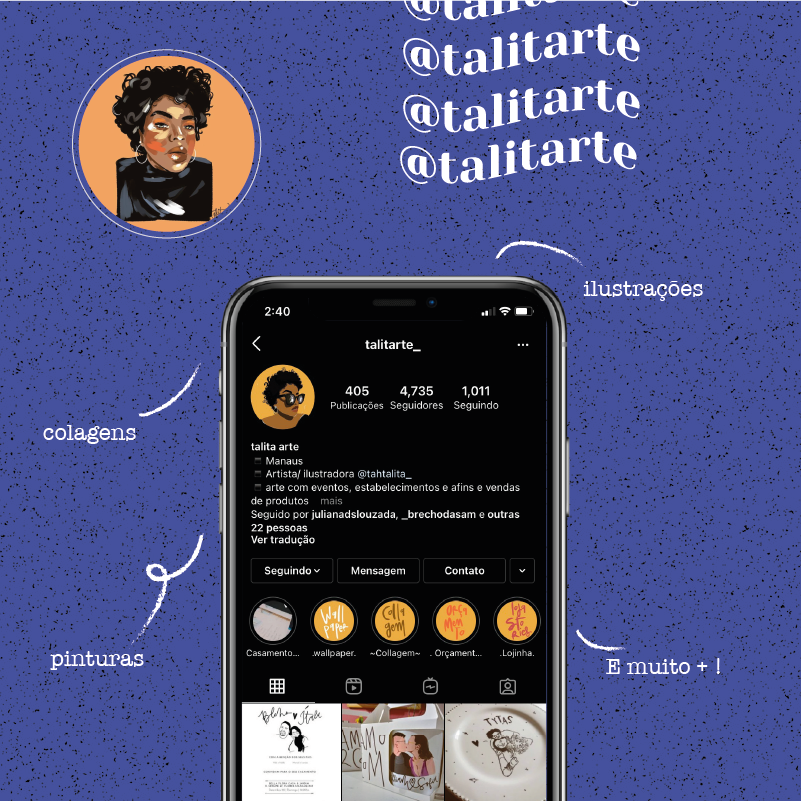 @talitarte
@talitarte
@talitarte
@talitarte
ilustrações
colagens
pinturas
E muito + !
2:40
talitarte_
405 4,735 1,011
Publicações Seguidores Seguindo
talita arte
Manaus
Artista/ ilustradora @tahtalita_
arte com eventos, estabelecimentos e afins e vendas
de produtos mais
Seguido por julianadslouzada, _brechodasam e outras
22 pessoas
Ver tradução
Seguindo Mensagem Contato
Wall paper
Colla gem
Orça Men To
loja
Casamento... .wallpaper. ~Collagem~ . Orçament... .Lojinha.
TYTAS